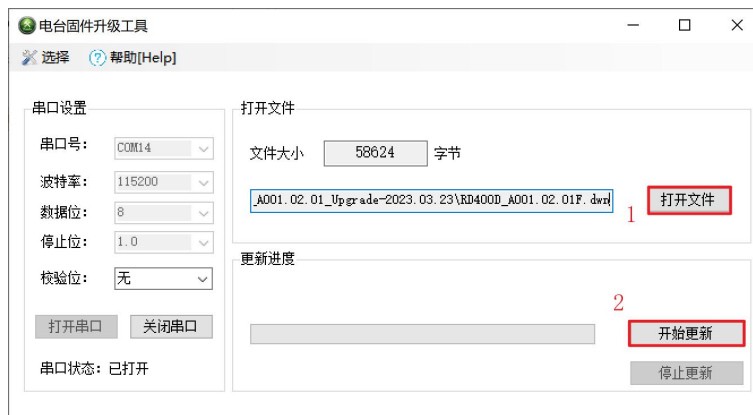 电台固件升级工具
选择 帮助[Help]
串口设置
串口号： COM14
波特率： 115200
数据位： 8
停止位： 1.0
校验位： 无
打开串口 关闭串口
串口状态：已打开
打开文件
文件大小 58624 字节
_A001.02.01_Upgrade-2023.03.23\RD400D_A001.02.01F.dwn
1
打开文件
更新进度
2
开始更新
停止更新